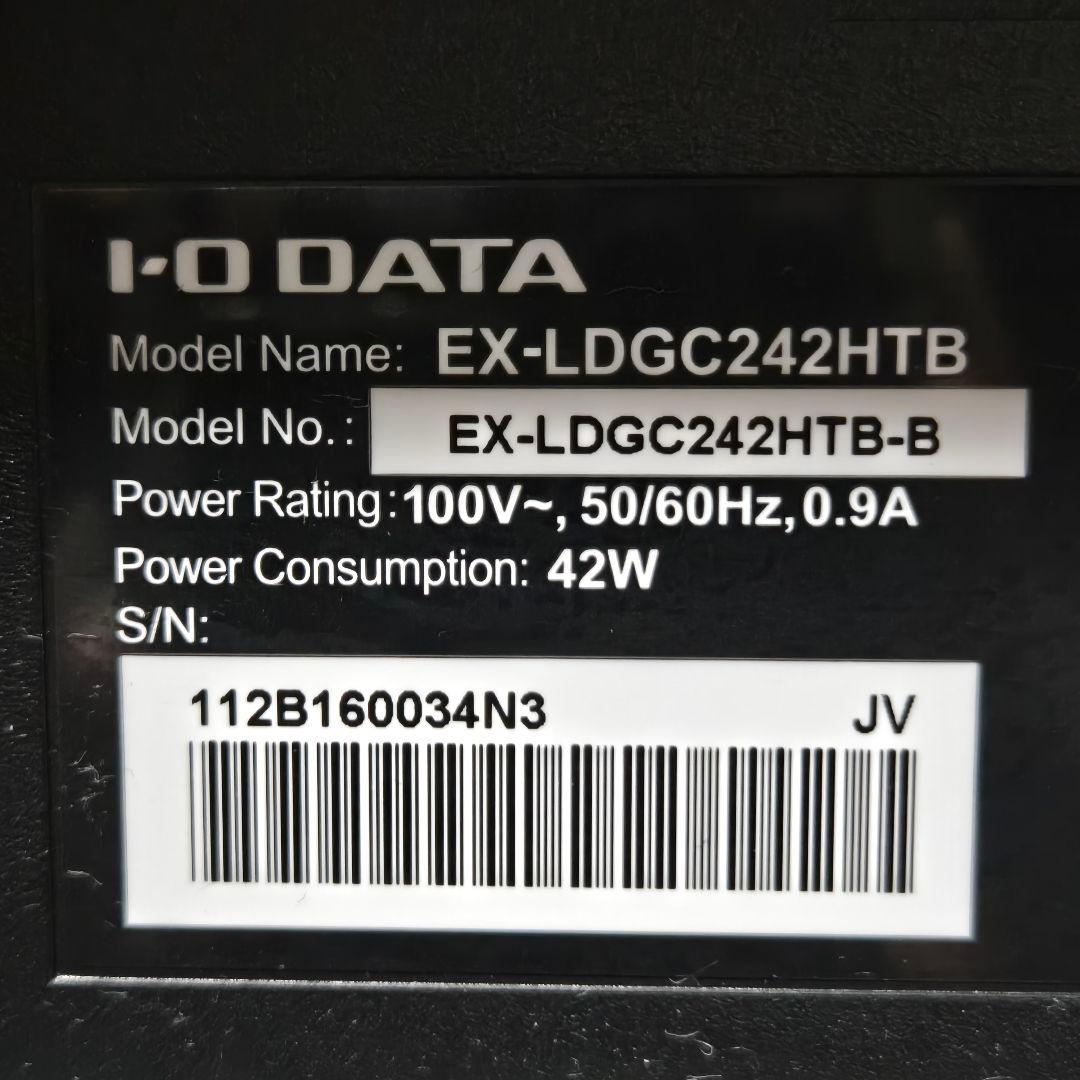 I-O DATA
Model Name: EX-LDGC242HTB
Model No.: EX-LDGC242HTB-B
Power Rating:100V~, 50/60Hz, 0.9A
Power Consumption: 42W
S/N:
112B160034N3 JV